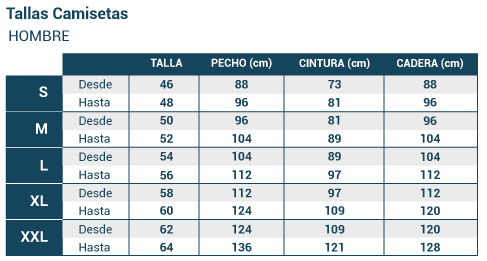 Tallas Camisetas
HOMBRE
TALLA PECHO (cm) CINTURA (cm) CADERA (cm)
S Desde 46 88 73 88
Hasta 48 96 81 96
M Desde 50 96 81 96
Hasta 52 104 89 104
L Desde 54 104 89 104
Hasta 56 112 97 112
XL Desde 58 112 97 112
Hasta 60 124 109 120
XXL Desde 62 124 109 120
Hasta 64 136 121 128